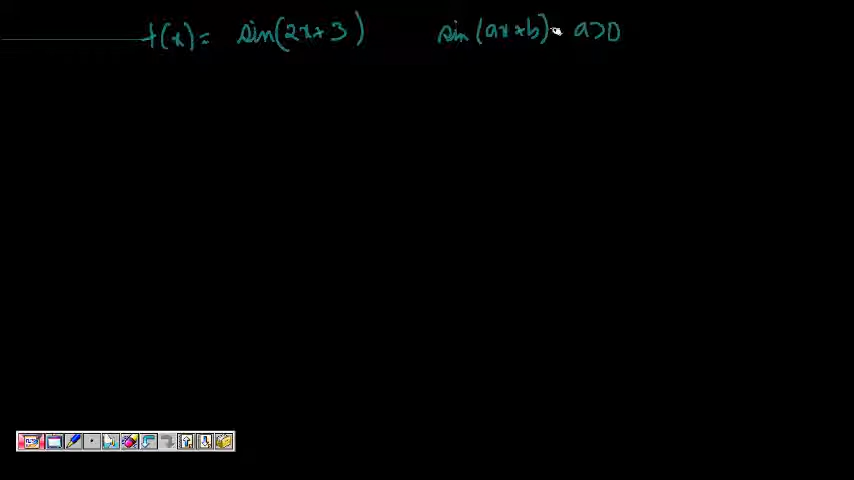 f(x) = sin(2x+3) sin(ax+b) a>0